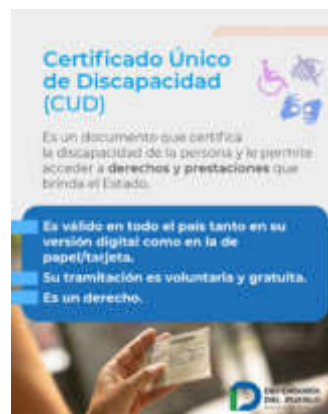 Certificado Único
de Discapacidad
(CUD)
Es un documento que certifica
la discapacidad de la persona y le permite
acceder a derechos y prestaciones que
brinda el Estado.
Es válido en todo el país tanto en su
versión digital como en la de
papel/tarjeta.
Su tramitación es voluntaria y gratuita.
Es un derecho.
DEFENSORÍA
DEL PUEBLO